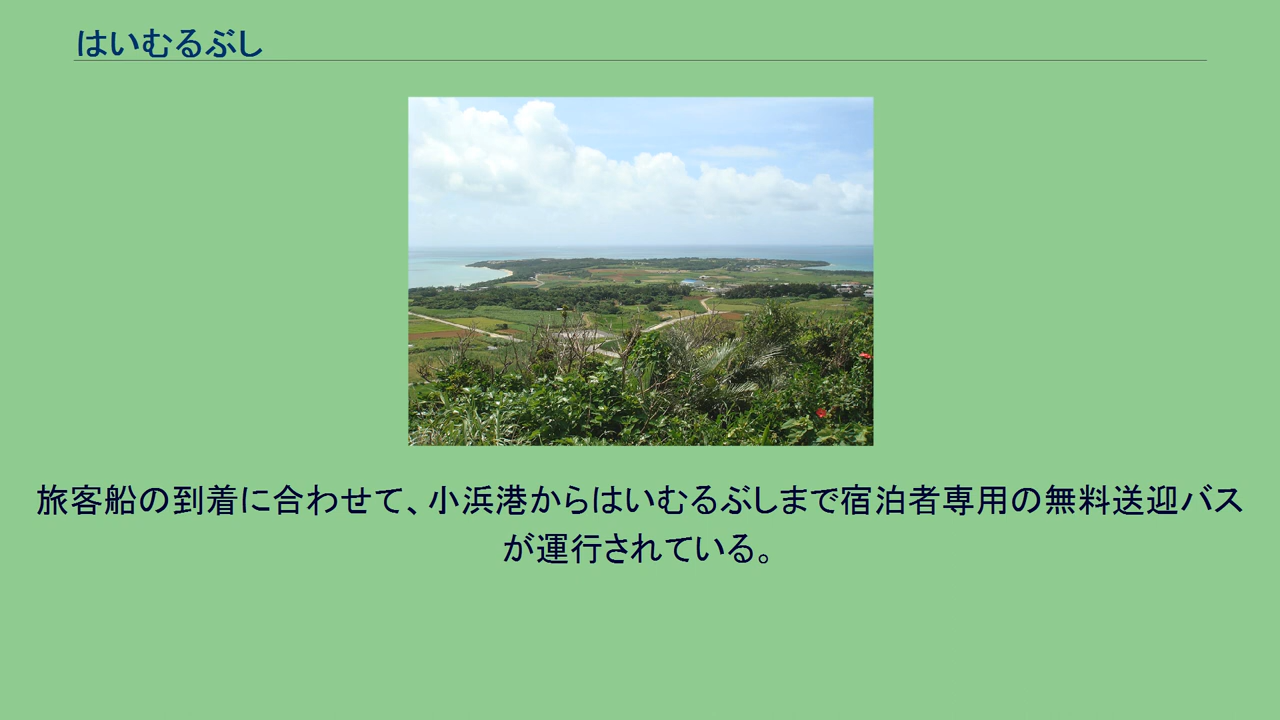 はいむるぶし
旅客船の到着に合わせて、小浜港からはいむるぶしまで宿泊者専用の無料送迎バス
が運行されている。